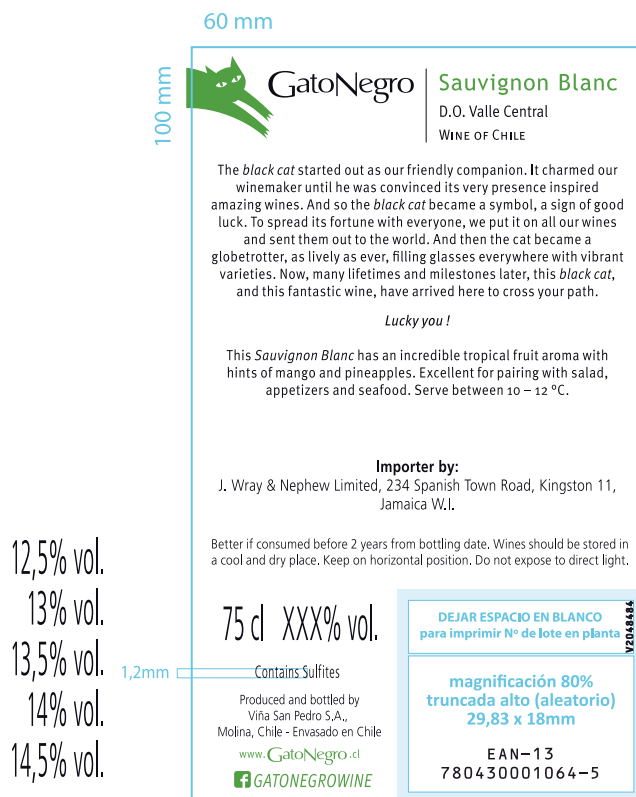 60 mm
100 mm
GatoNegro
Sauvignon Blanc
D.O. Valle Central
WINE OF CHILE
The black cat started out as our friendly companion. It charmed our
winemaker until he was convinced its very presence inspired
amazing wines. And so the black cat became a symbol, a sign of good
luck. To spread its fortune with everyone, we put it on all our wines
and sent them out to the world. And then the cat became a
globetrotter, as lively as ever, filling glasses everywhere with vibrant
varieties. Now, many lifetimes and milestones later, this black cat,
and this fantastic wine, have arrived here to cross your path.
Lucky you !
This Sauvignon Blanc has an incredible tropical fruit aroma with
hints of mango and pineapples. Excellent for pairing with salad,
appetizers and seafood. Serve between 10 – 12 ºC.
Importer by:
J. Wray & Nephew Limited, 234 Spanish Town Road, Kingston 11,
Jamaica W.I.
Better if consumed before 2 years from bottling date. Wines should be stored in
a cool and dry place. Keep on horizontal position. Do not expose to direct light.
12,5% vol.
13% vol.
13,5% vol.
14% vol.
14,5% vol.
75 cl XXX% vol.
1,2mm
Contains Sulfites
Produced and bottled by
Viña San Pedro S.A.,
Molina, Chile - Envasado en Chile
www.GatoNegro.cl
f GATONEGROWINE
DEJAR ESPACIO EN BLANCO
para imprimir Nº de lote en planta
V2048484
magnificación 80%
truncada alto (aleatorio)
29,83 x 18mm
EAN-13
780430001064-5